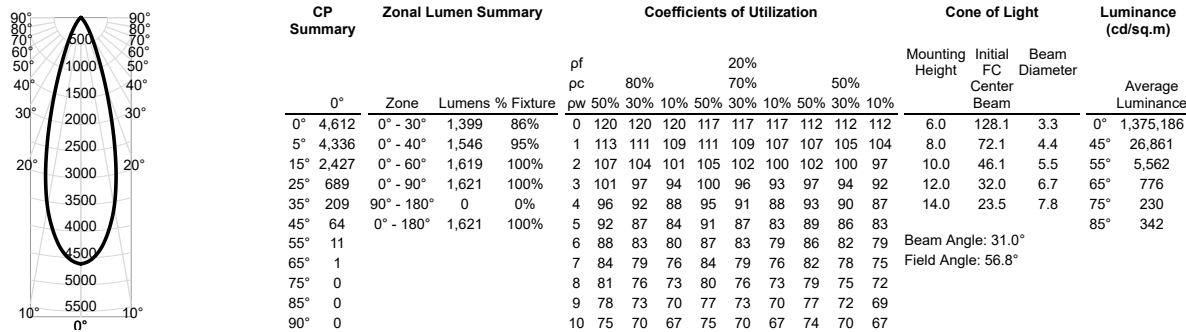 90° 90°
80° 80°
70° 70°
60° 500 60°
50° 1000 50°
40° 1500 40°
30° 2000 30°
2500
20° 3000 20°
3500
4000
4500
5000
10° 5500 10°
0°
CP Summary
0°
0° 4,612
5° 4,336
15° 2,427
25° 689
35° 209
45° 64
55° 11
65° 1
75° 0
85° 0
90° 0
Zonal Lumen Summary
Zone Lumens % Fixture
0° - 30° 1,399 86%
0° - 40° 1,546 95%
0° - 60° 1,619 100%
0° - 90° 1,621 100%
90° - 180° 0 0%
0° - 180° 1,621 100%
Coefficients of Utilization
ρf 20%
ρc 80% 70% 50%
ρw 50% 30% 10% 50% 30% 10% 50% 30% 10%
0 120 120 120 117 117 117 112 112 112
1 113 111 109 111 109 107 107 105 104
2 107 104 101 105 102 100 102 100 97
3 101 97 94 100 96 93 97 94 92
4 96 92 88 95 91 88 93 90 87
5 92 87 84 91 87 83 89 86 83
6 88 83 80 87 83 79 86 82 79
7 84 79 76 84 79 76 82 78 75
8 81 76 73 80 76 73 79 75 72
9 78 73 70 77 73 70 77 72 69
10 75 70 67 75 70 67 74 70 67
Cone of Light
Mounting Height Initial FC Center Beam Beam Diameter
6.0 128.1 3.3
8.0 72.1 4.4
10.0 46.1 5.5
12.0 32.0 6.7
14.0 23.5 7.8
Beam Angle: 31.0°
Field Angle: 56.8°
Luminance
(cd/sq.m)
Average
Luminance
0° 1,375,186
45° 26,861
55° 5,562
65° 776
75° 230
85° 342